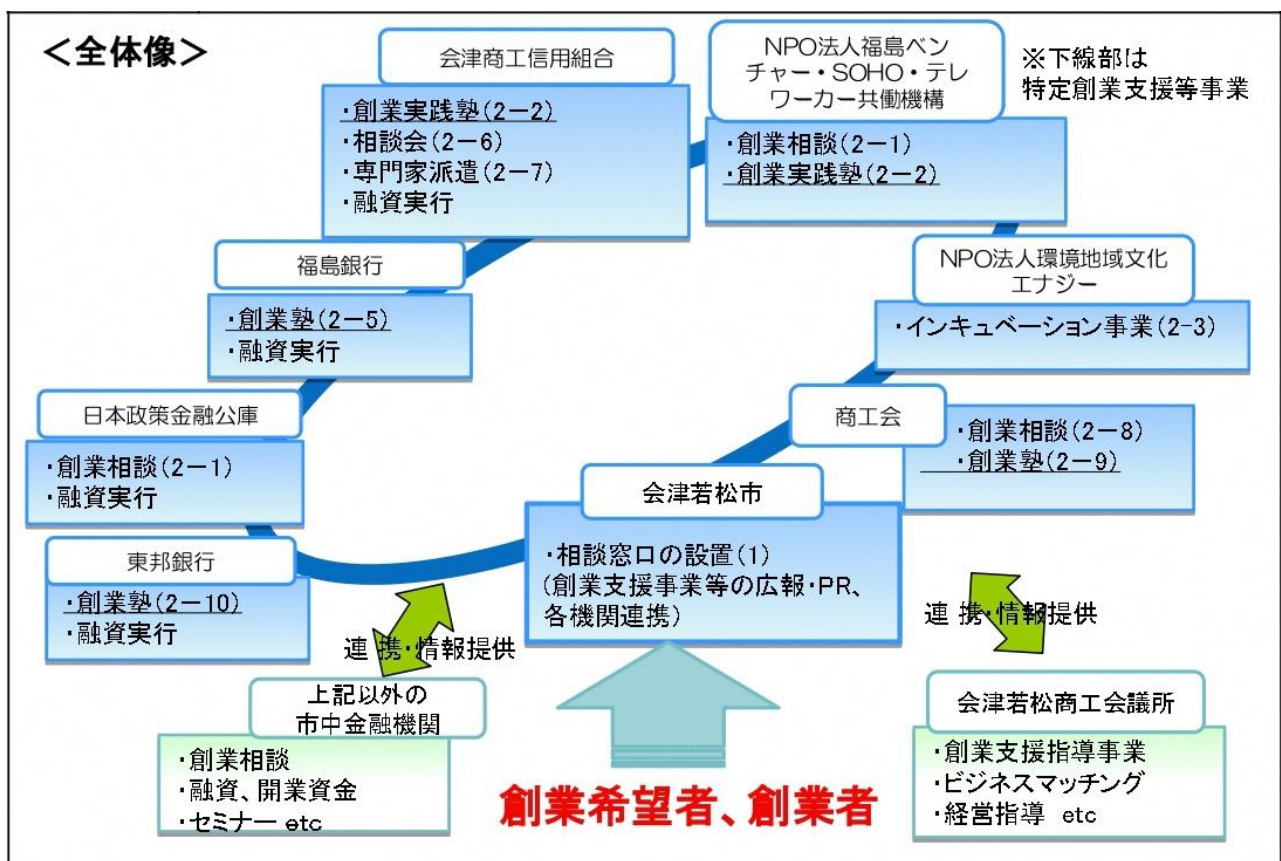 ＜全体像＞
会津商工信用組合
・創業実践塾(2－2)
・相談会(2－6)
・専門家派遣(2－7)
・融資実行
NPO法人福島ベン
チャー・SOHO・テレ
ワーカー共働機構
・創業相談(2－1)
・創業実践塾(2－2)
※下線部は
特定創業支援等事業
福島銀行
・創業塾(2－5)
・融資実行
NPO法人環境地域文化
エナジー
・インキュベーション事業(2-3)
日本政策金融公庫
・創業相談(2－1)
・融資実行
商工会
・創業相談(2－8)
・創業塾(2－9)
会津若松市
・相談窓口の設置(1)
(創業支援事業等の広報・PR、
各機関連携)
東邦銀行
・創業塾(2－10)
・融資実行
連 携・情報提供
連 携・情報提供
上記以外の
市中金融機関
・創業相談
・融資、開業資金
・セミナー etc
創業希望者、創業者
会津若松商工会議所
・創業支援指導事業
・ビジネスマッチング
・経営指導 etc